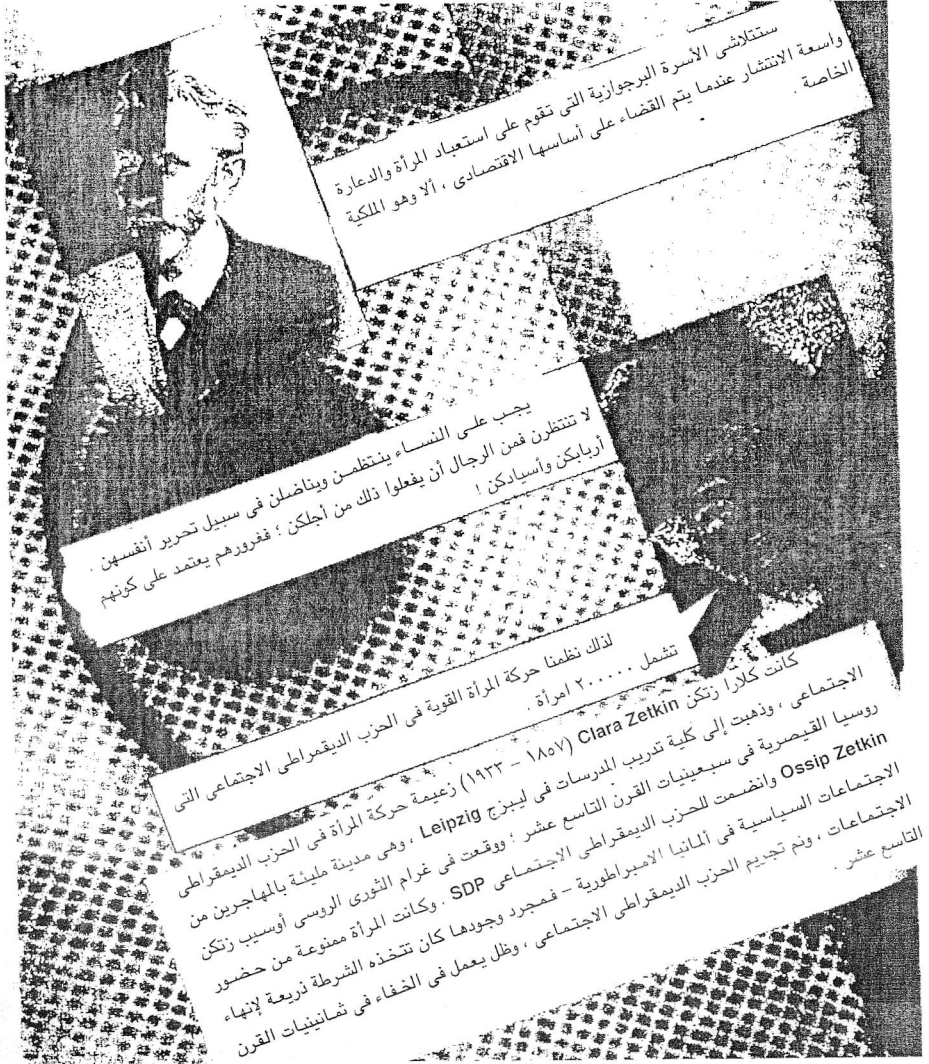 ستتلاشى الأسرة البرجوازية التى تقوم على استعباد المرأة والدعارة
واسعة الانتشار عندما يتم القضاء على أساسها الاقتصادى ، ألا وهو الملكية
الخاصة .
يجب على النساء ينتظمن ويناضلن فى سبيل تحرير أنفسهن .
لا تنتظرن فمن الرجال أن يفعلوا ذلك من أجلكن ؛ فغرورهم يعتمد على كونهم
أربابكن وأسيادكن !
لذلك نظمنا حركة المرأة القوية فى الحزب الديقمراطى الاجتماعى التى
تشمل ٢٠٠٠٠٠ امرأة .
كانت كلارا زتكن Clara Zetkin (١٨٥٧ – ١٩٣٣) زعيمة حركة المرأة فى الحزب الديمقراطى
الاجتماعى ، وذهبت إلى كلية تدريب المدرسات فى ليبزج Leipzig ، وهى مدينة مليئة بالمهاجرين من
روسيا القيصرية فى سبعينيات القرن التاسع عشر ؛ ووقعت فى غرام الثورى الروسى أوسيب زتكن
Ossip Zetkin وانضمت للحزب الديمقراطى الاجتماعى SDP . وكانت المرأة ممنوعة من حضور
الاجتماعات السياسية فى ألمانيا الامبراطورية – فمجرد وجودها كان تتخذه الشرطة ذريعة لإنهاء
الاجتماعات ، وتم تجريم الحزب الديمقراطى الاجتماعى ، وظل يعمل فى الخفاء فى ثمانينيات القرن
التاسع عشر .